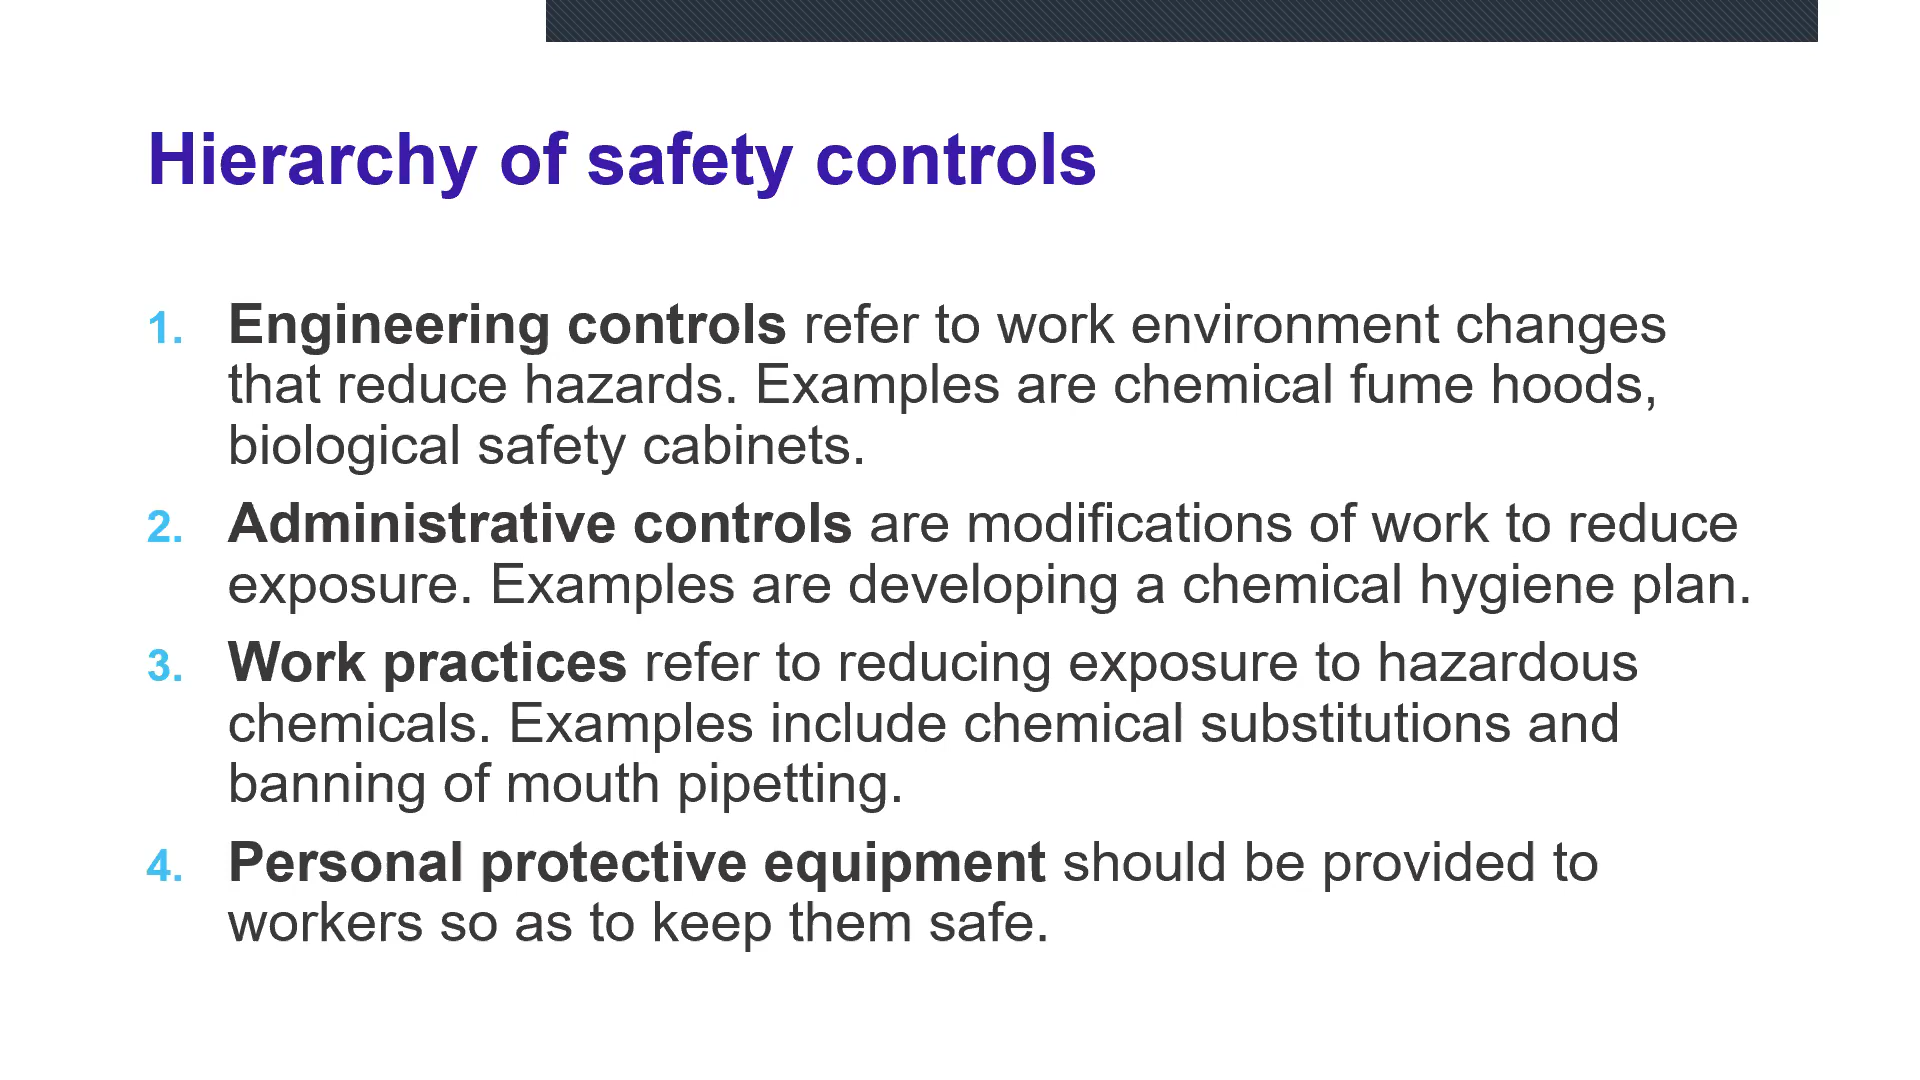 Hierarchy of safety controls
1. Engineering controls refer to work environment changes
that reduce hazards. Examples are chemical fume hoods,
biological safety cabinets.
2. Administrative controls are modifications of work to reduce
exposure. Examples are developing a chemical hygiene plan.
3. Work practices refer to reducing exposure to hazardous
chemicals. Examples include chemical substitutions and
banning of mouth pipetting.
4. Personal protective equipment should be provided to
workers so as to keep them safe.